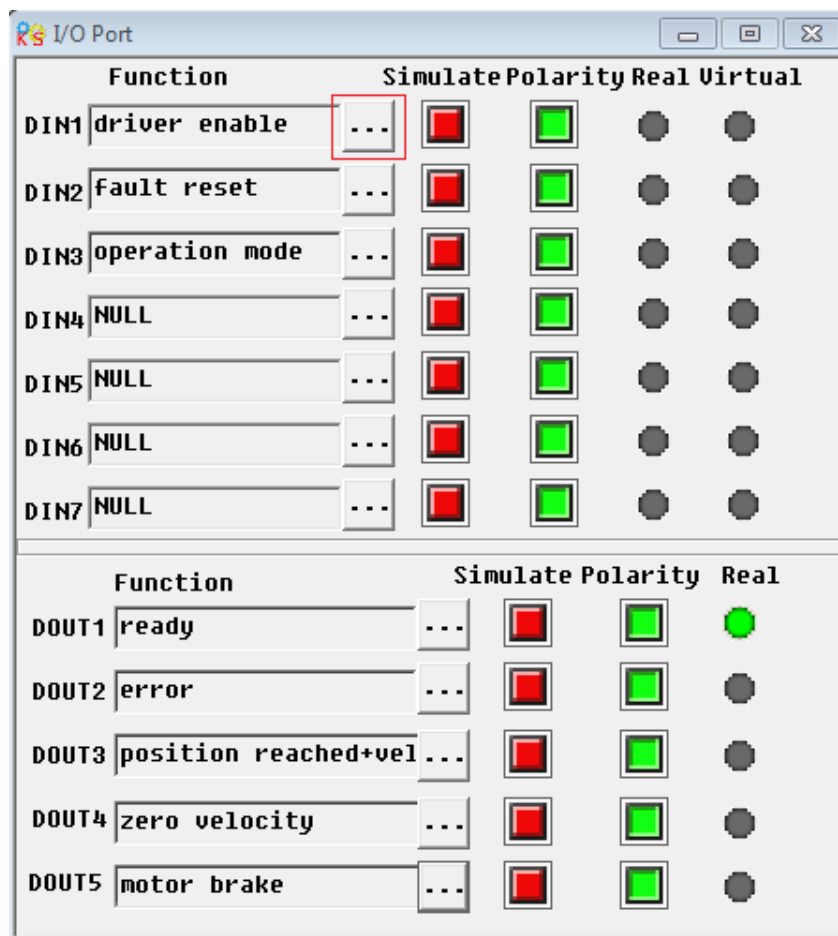 I/O Port
Function Simulate Polarity Real Virtual
DIN1 driver enable ...
DIN2 fault reset ...
DIN3 operation mode ...
DIN4 NULL ...
DIN5 NULL ...
DIN6 NULL ...
DIN7 NULL ...
Function Simulate Polarity Real
DOUT1 ready ...
DOUT2 error ...
DOUT3 position reached+vel ...
DOUT4 zero velocity ...
DOUT5 motor brake ...